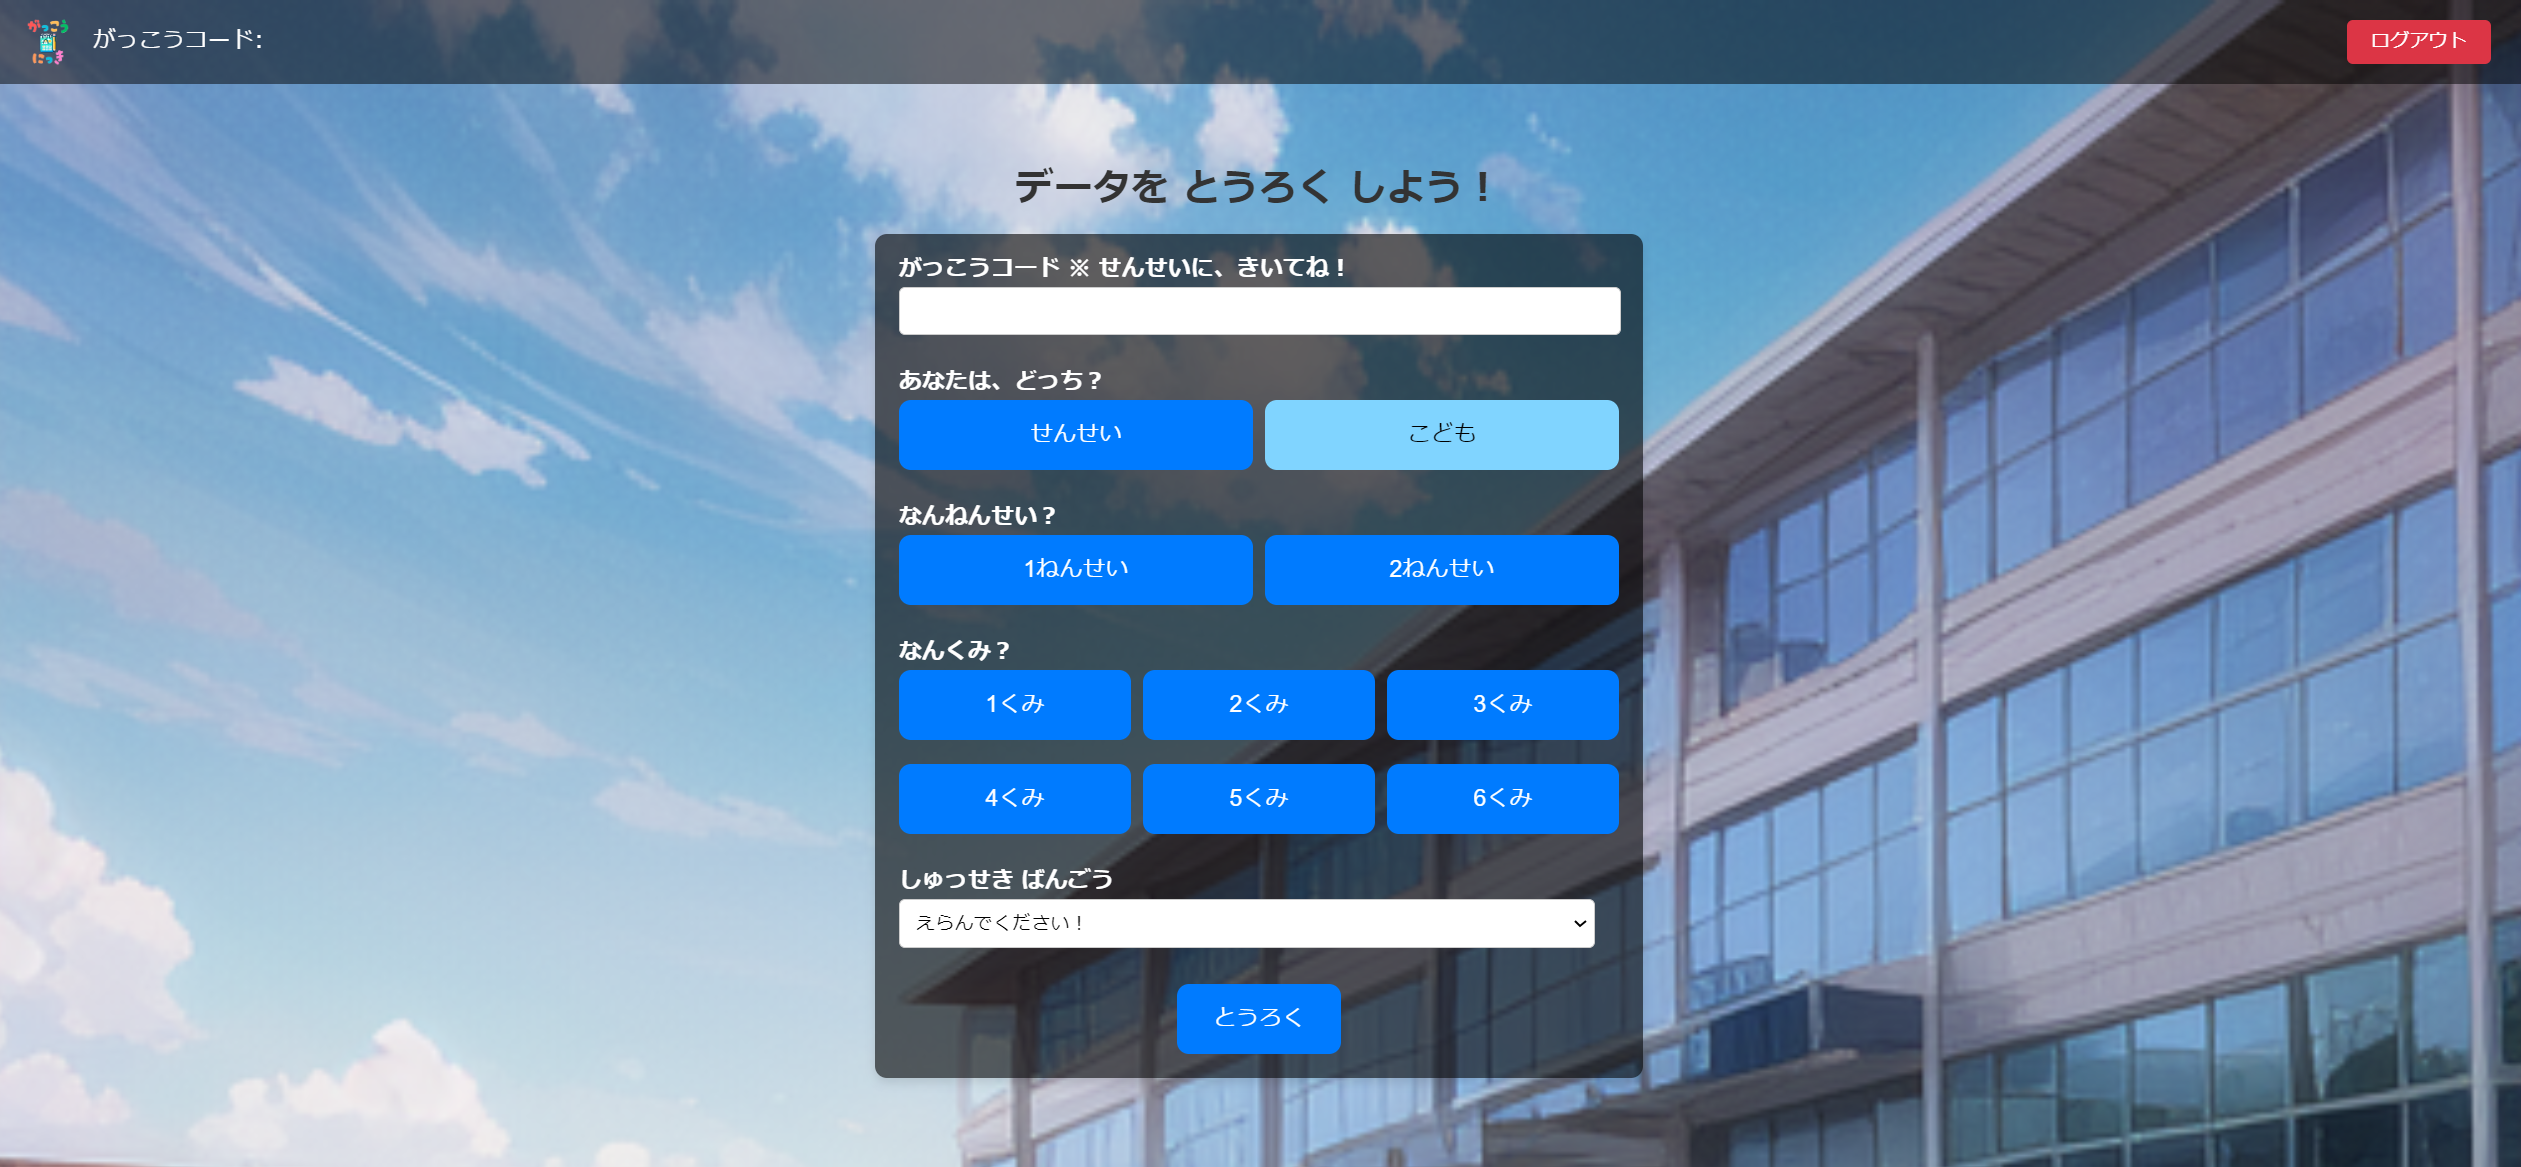 がっこう
にっき
がっこうコード:
ログアウト
データを とうろく しよう！
がっこうコード ※ せんせいに、きいてね！
あなたは、どっち？
せんせい
こども
なんねんせい？
1ねんせい
2ねんせい
なんくみ？
1くみ
2くみ
3くみ
4くみ
5くみ
6くみ
しゅっせき ばんごう
えらんでください！
とうろく